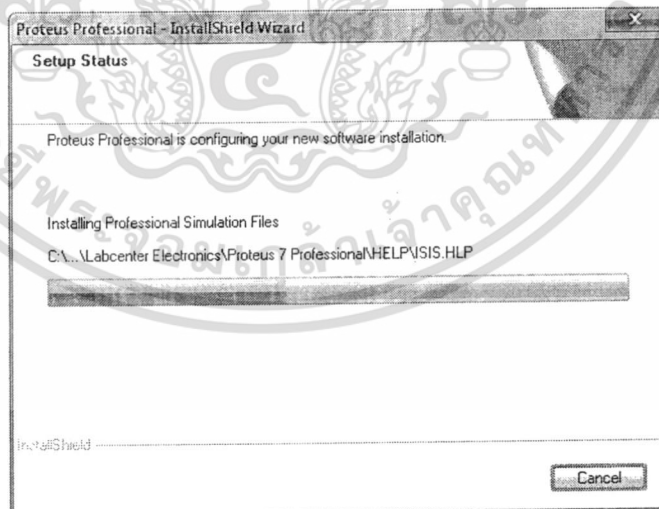 Proteus Professional - InstallShield Wizard
Setup Status
Proteus Professional is configuring your new software installation.
Installing Professional Simulation Files
C:\...\Labcenter Electronics\Proteus 7 Professional\HELP\ISIS.HLP
InstallShield
Cancel